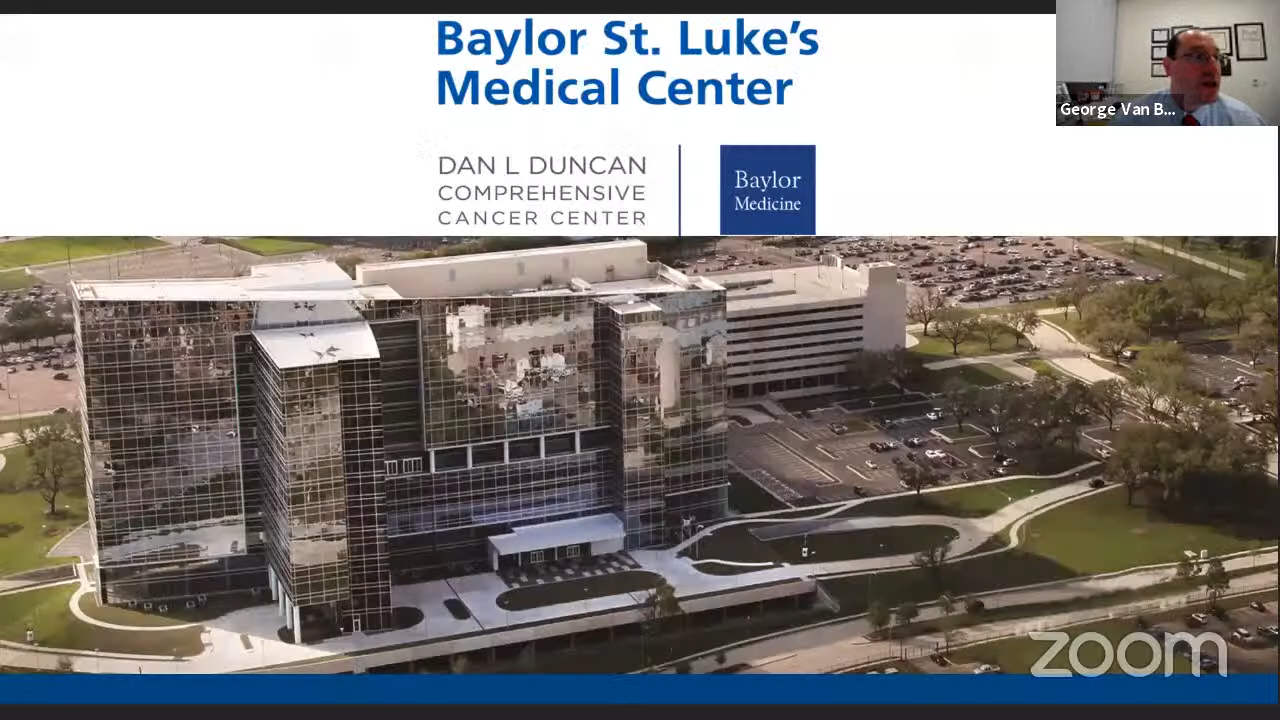 Baylor St. Luke's
Medical Center
George Van B...
DAN L DUNCAN
COMPREHENSIVE
CANCER CENTER
Baylor
Medicine
zoom